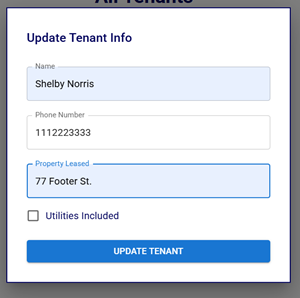 All Tenants
Update Tenant Info
Name
Shelby Norris
Phone Number
1112223333
Property Leased
77 Footer St.
Utilities Included
UPDATE TENANT